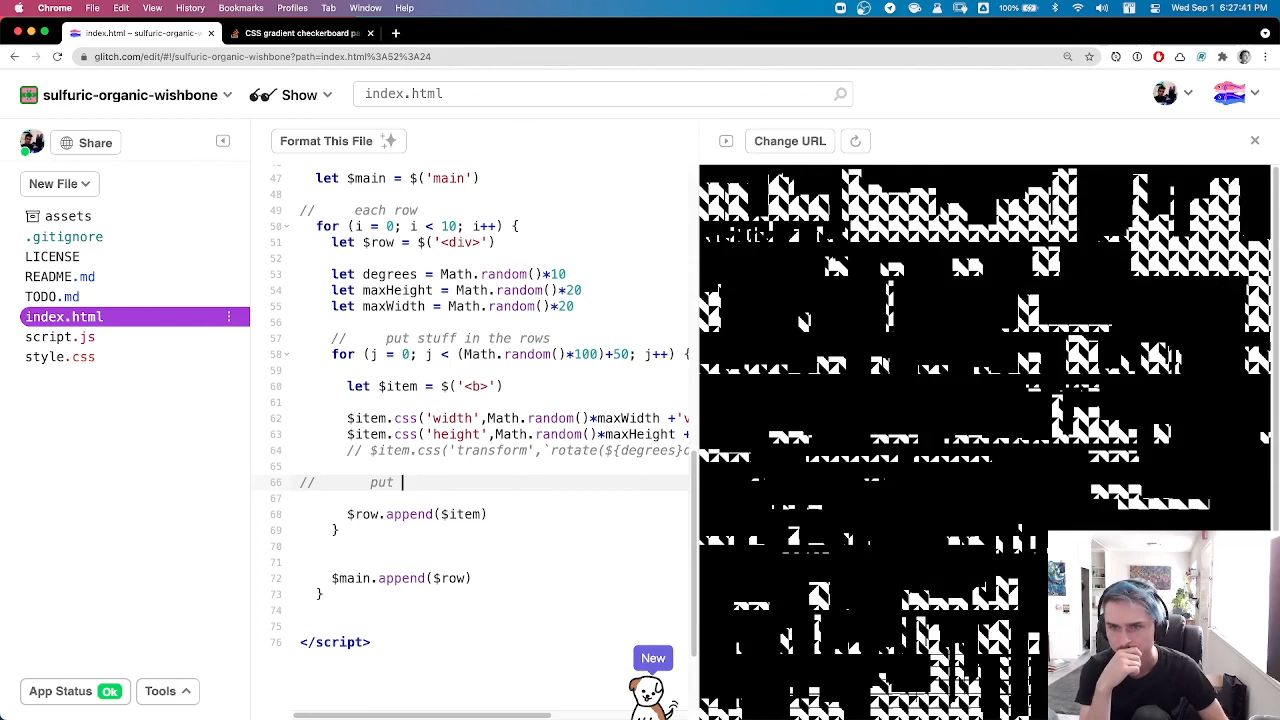 Chrome File Edit View History Bookmarks Profiles Tab Window Help 100% Wed Sep 1 6:27:41 PM
index.html – sulfuric-organic-w
CSS gradient checkerboard pa
glitch.com/edit/#!/sulfuric-organic-wishbone?path=index.html%3A52%3A24
sulfuric-organic-wishbone Show index.html
Share Format This File Change URL
New File
assets
.gitignore
LICENSE
README.md
TODO.md
index.html
script.js
style.css
47 let $main = $('main')
48
49 // each row
50 for (i = 0; i < 10; i++) {
51 let $row = $('<div>')
52
53 let degrees = Math.random()*10
54 let maxHeight = Math.random()*20
55 let maxWidth = Math.random()*20
56
57 // put stuff in the rows
58 for (j = 0; j < (Math.random()*100)+50; j++) {
59
60 let $item = $('<b>')
61
62 $item.css('width',Math.random()*maxWidth +'v
63 $item.css('height',Math.random()*maxHeight +
64 // $item.css('transform',`rotate(${degrees}d
65
66 // put
67
68 $row.append($item)
69 }
70
71
72 $main.append($row)
73 }
74
75
76 </script>
New
App Status Ok Tools